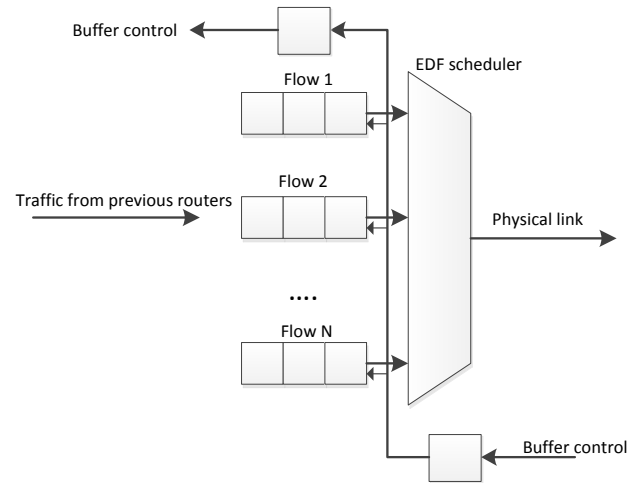 Buffer control
EDF scheduler
Flow 1
Flow 2
Traffic from previous routers
Physical link
....
Flow N
Buffer control